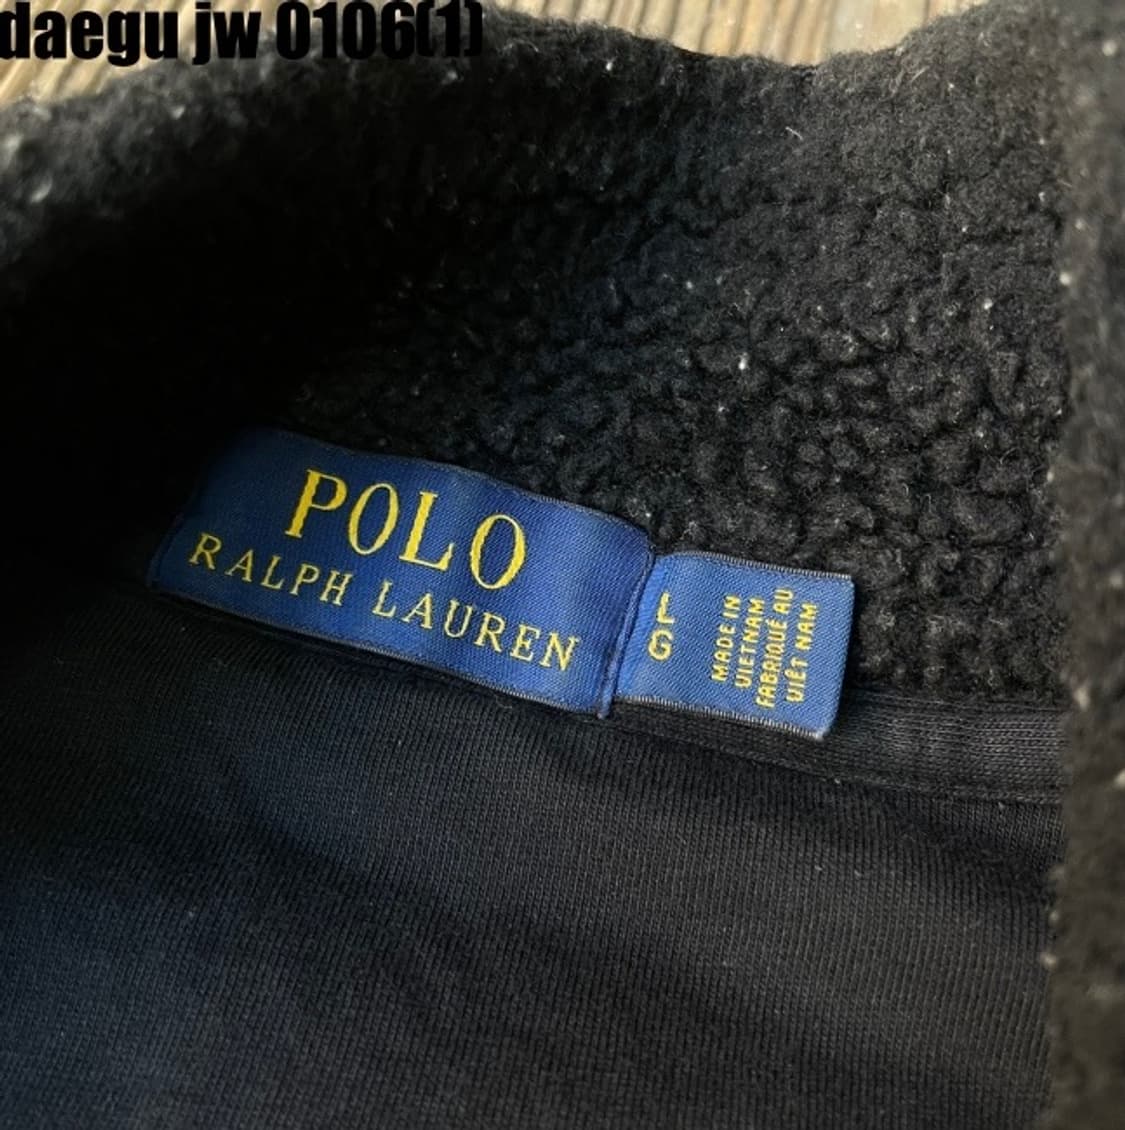 daegu jw 0106(1)
POLO
RALPH LAUREN
L
G
MADE IN
VIETNAM
FABRIQUÉ AU
VIÊT NAM